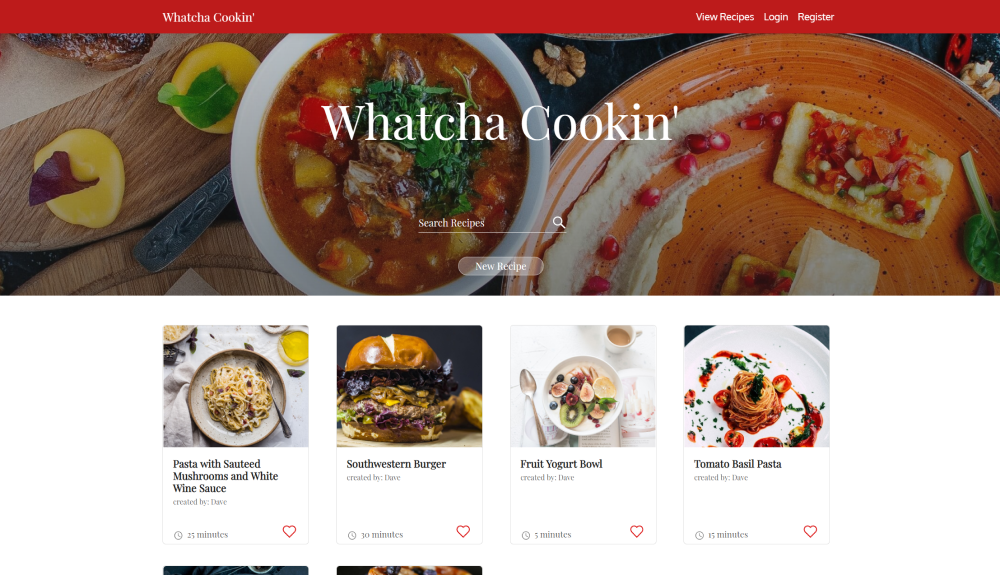 Whatcha Cookin'
View Recipes Login Register
Whatcha Cookin'
Search Recipes
New Recipe
Pasta with Sauteed
Mushrooms and White
Wine Sauce
created by: Dave
25 minutes
Southwestern Burger
created by: Dave
30 minutes
Fruit Yogurt Bowl
created by: Dave
5 minutes
Tomato Basil Pasta
created by: Dave
15 minutes